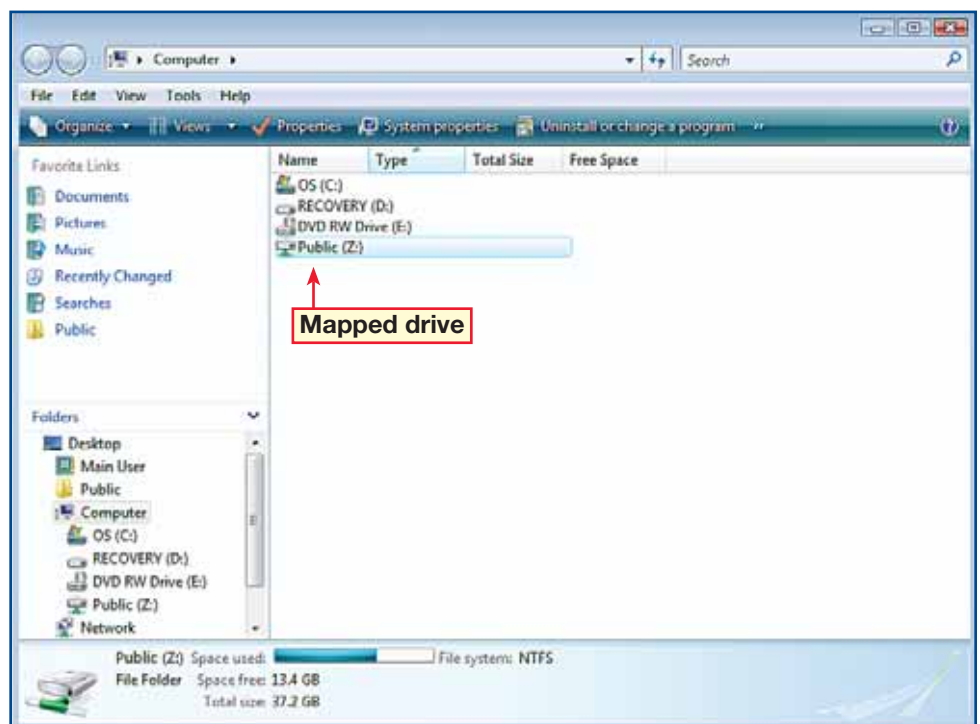 Computer
Search
File Edit View Tools Help
Organize Views Properties System properties Uninstall or change a program »
Favorite Links
Documents
Pictures
Music
Recently Changed
Searches
Public
Folders
Desktop
Main User
Public
Computer
OS (C:)
RECOVERY (D:)
DVD RW Drive (E:)
Public (Z:)
Network
Name Type Total Size Free Space
OS (C:)
RECOVERY (D:)
DVD RW Drive (E:)
Public (Z:)
Mapped drive
Public (Z:) Space used: File system: NTFS
File Folder Space free: 13.4 GB
Total size: 37.2 GB